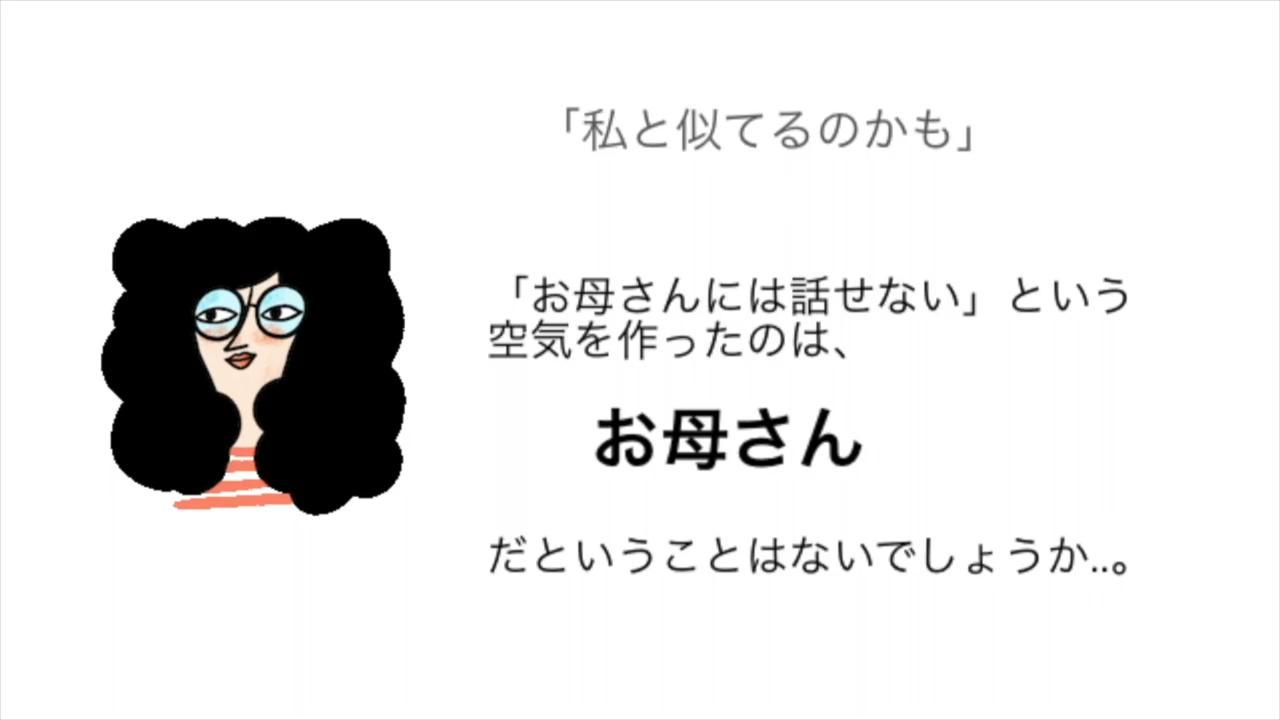 「私と似てるのかも」
「お母さんには話せない」という
空気を作ったのは、
お母さん
だということはないでしょうか..。